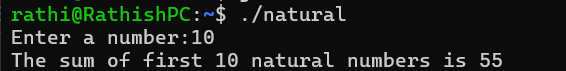 rathi@RathishPC:~$ ./natural
Enter a number:10
The sum of first 10 natural numbers is 55